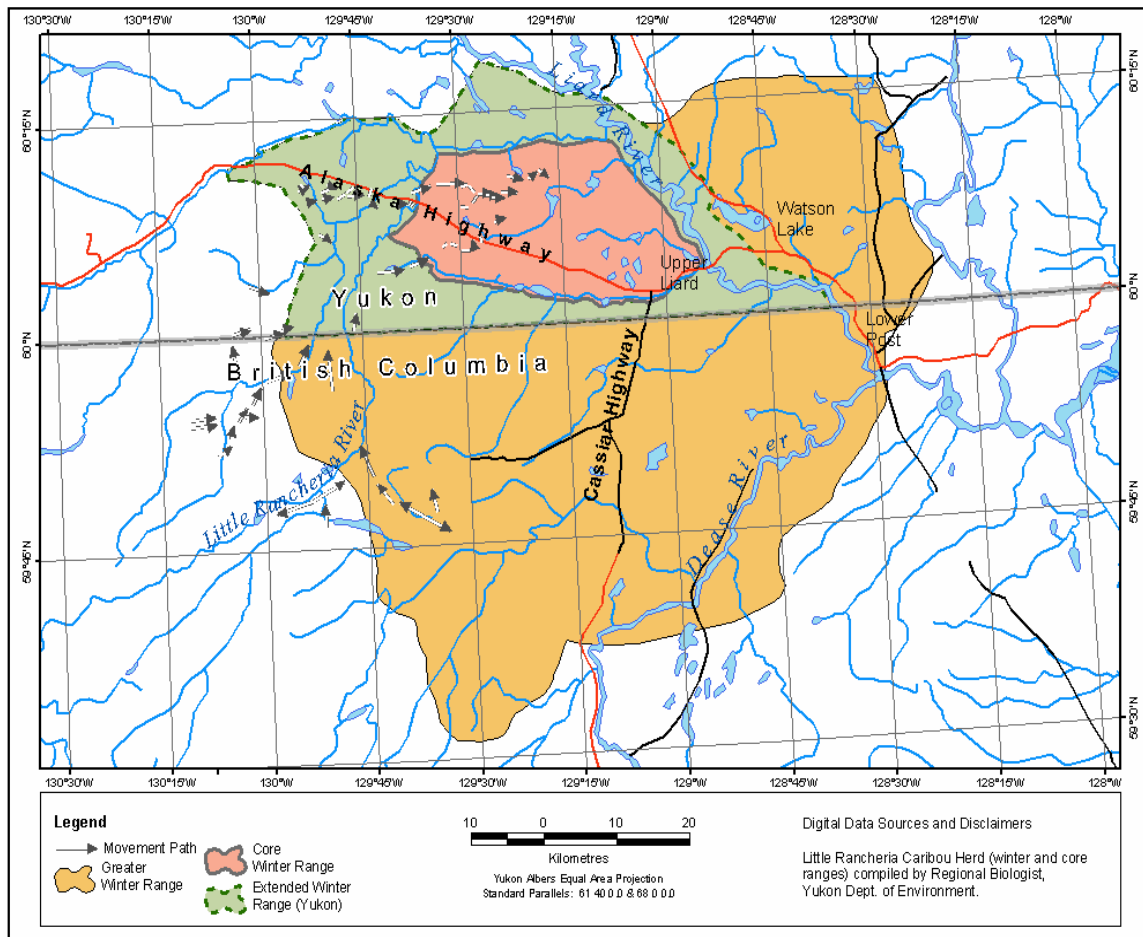 130°30'W
130°15'W
130°W
129°45'W
129°30'W
129°15'W
129°W
128°45'W
128°30'W
128°15'W
128°W
60°15'N
60°15'N
Liard River
Alaska Highway
Watson
Lake
Upper
Liard
Yukon
60°N
60°N
Lower
Post
British Columbia
Cassiar Highway
Little Rancheria River
Dease River
59°45'N
59°45'N
59°30'N
130°30'W
130°15'W
130°0'W
129°45'W
129°30'W
129°15'W
129°W
128°45'W
128°30'W
128°15'W
128°W
Legend
Movement Path
Greater
Winter Range
Core
Winter Range
Extended Winter
Range (Yukon)
10 0 10 20
Kilometres
Yukon Albers Equal Area Projection
Standard Parallels: 61 40 0.0 & 68 0 0.0
Digital Data Sources and Disclaimers
Little Rancheria Caribou Herd (winter and core
ranges) compiled by Regional Biologist,
Yukon Dept. of Environment.